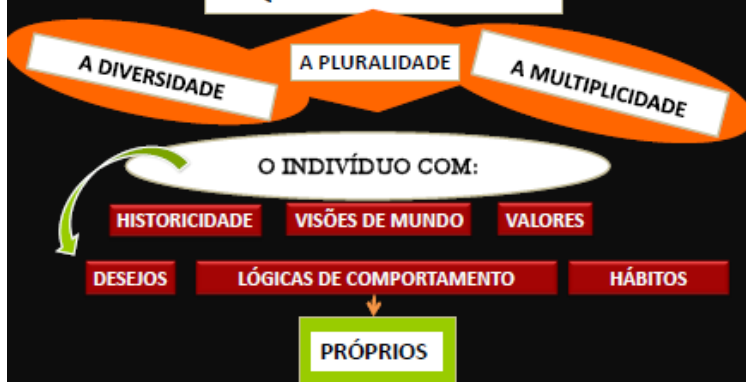 A DIVERSIDADE
A PLURALIDADE
A MULTIPLICIDADE
O INDIVÍDUO COM:
HISTORICIDADE
VISÕES DE MUNDO
VALORES
DESEJOS
LÓGICAS DE COMPORTAMENTO
HÁBITOS
PRÓPRIOS